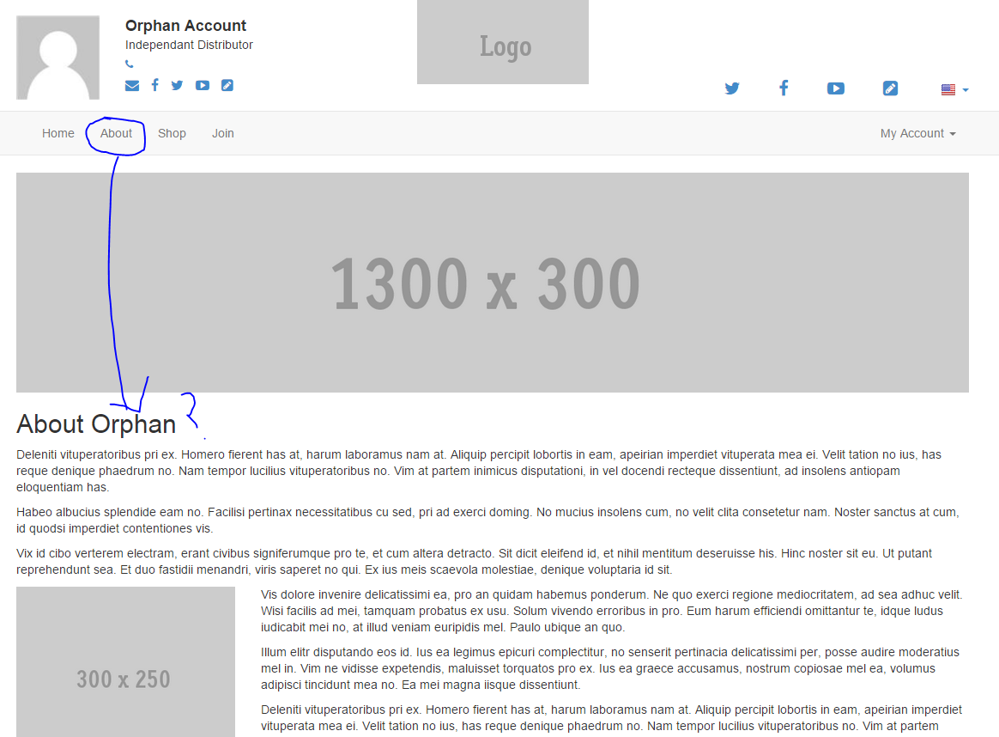 Orphan Account
Independant Distributor
Logo
Home About Shop Join My Account
1300 x 300
About Orphan ?
Deleniti vituperatoribus pri ex. Homero fierent has at, harum laboramus nam at. Aliquip percipit lobortis in eam, apeirian imperdiet vituperata mea ei. Velit tation no ius, has
reque denique phaedrum no. Nam tempor lucilius vituperatoribus no. Vim at partem inimicus disputationi, in vel docendi recteque dissentiunt, ad insolens antiopam
eloquentiam has.
Habeo albucius splendide eam no. Facilisi pertinax necessitatibus cu sed, pri ad exerci doming. No mucius insolens cum, no velit clita consetetur nam. Noster sanctus at cum,
id quodsi imperdiet contentiones vis.
Vix id cibo verterem electram, erant civibus signiferumque pro te, et cum altera detracto. Sit dicit eleifend id, et nihil mentitum deseruisse his. Hinc noster sit eu. Ut putant
reprehendunt sea. Et duo fastidii menandri, viris saperet no qui. Ex ius meis scaevola molestiae, denique voluptaria id sit.
300 x 250
Vis dolore invenire delicatissimi ea, pro an quidam habemus ponderum. Ne quo exerci regione mediocritatem, ad sea adhuc velit.
Wisi facilis ad mei, tamquam probatus ex usu. Solum vivendo erroribus in pro. Eum harum efficiendi omittantur te, idque ludus
iudicabit mei no, at illud veniam euripidis mel. Paulo ubique an quo.
Illum elitr disputando eos id. Ius ea legimus epicuri complectitur, no senserit pertinacia delicatissimi per, posse audire moderatius
mel in. Vim ne vidisse expetendis, maluisset torquatos pro ex. Ius ea graece accusamus, nostrum copiosae mel ea, volumus
adipisci tincidunt mea no. Ea mei magna iisque dissentiunt.
Deleniti vituperatoribus pri ex. Homero fierent has at, harum laboramus nam at. Aliquip percipit lobortis in eam, apeirian imperdiet
vituperata mea ei. Velit tation no ius, has reque denique phaedrum no. Nam tempor lucilius vituperatoribus no. Vim at partem